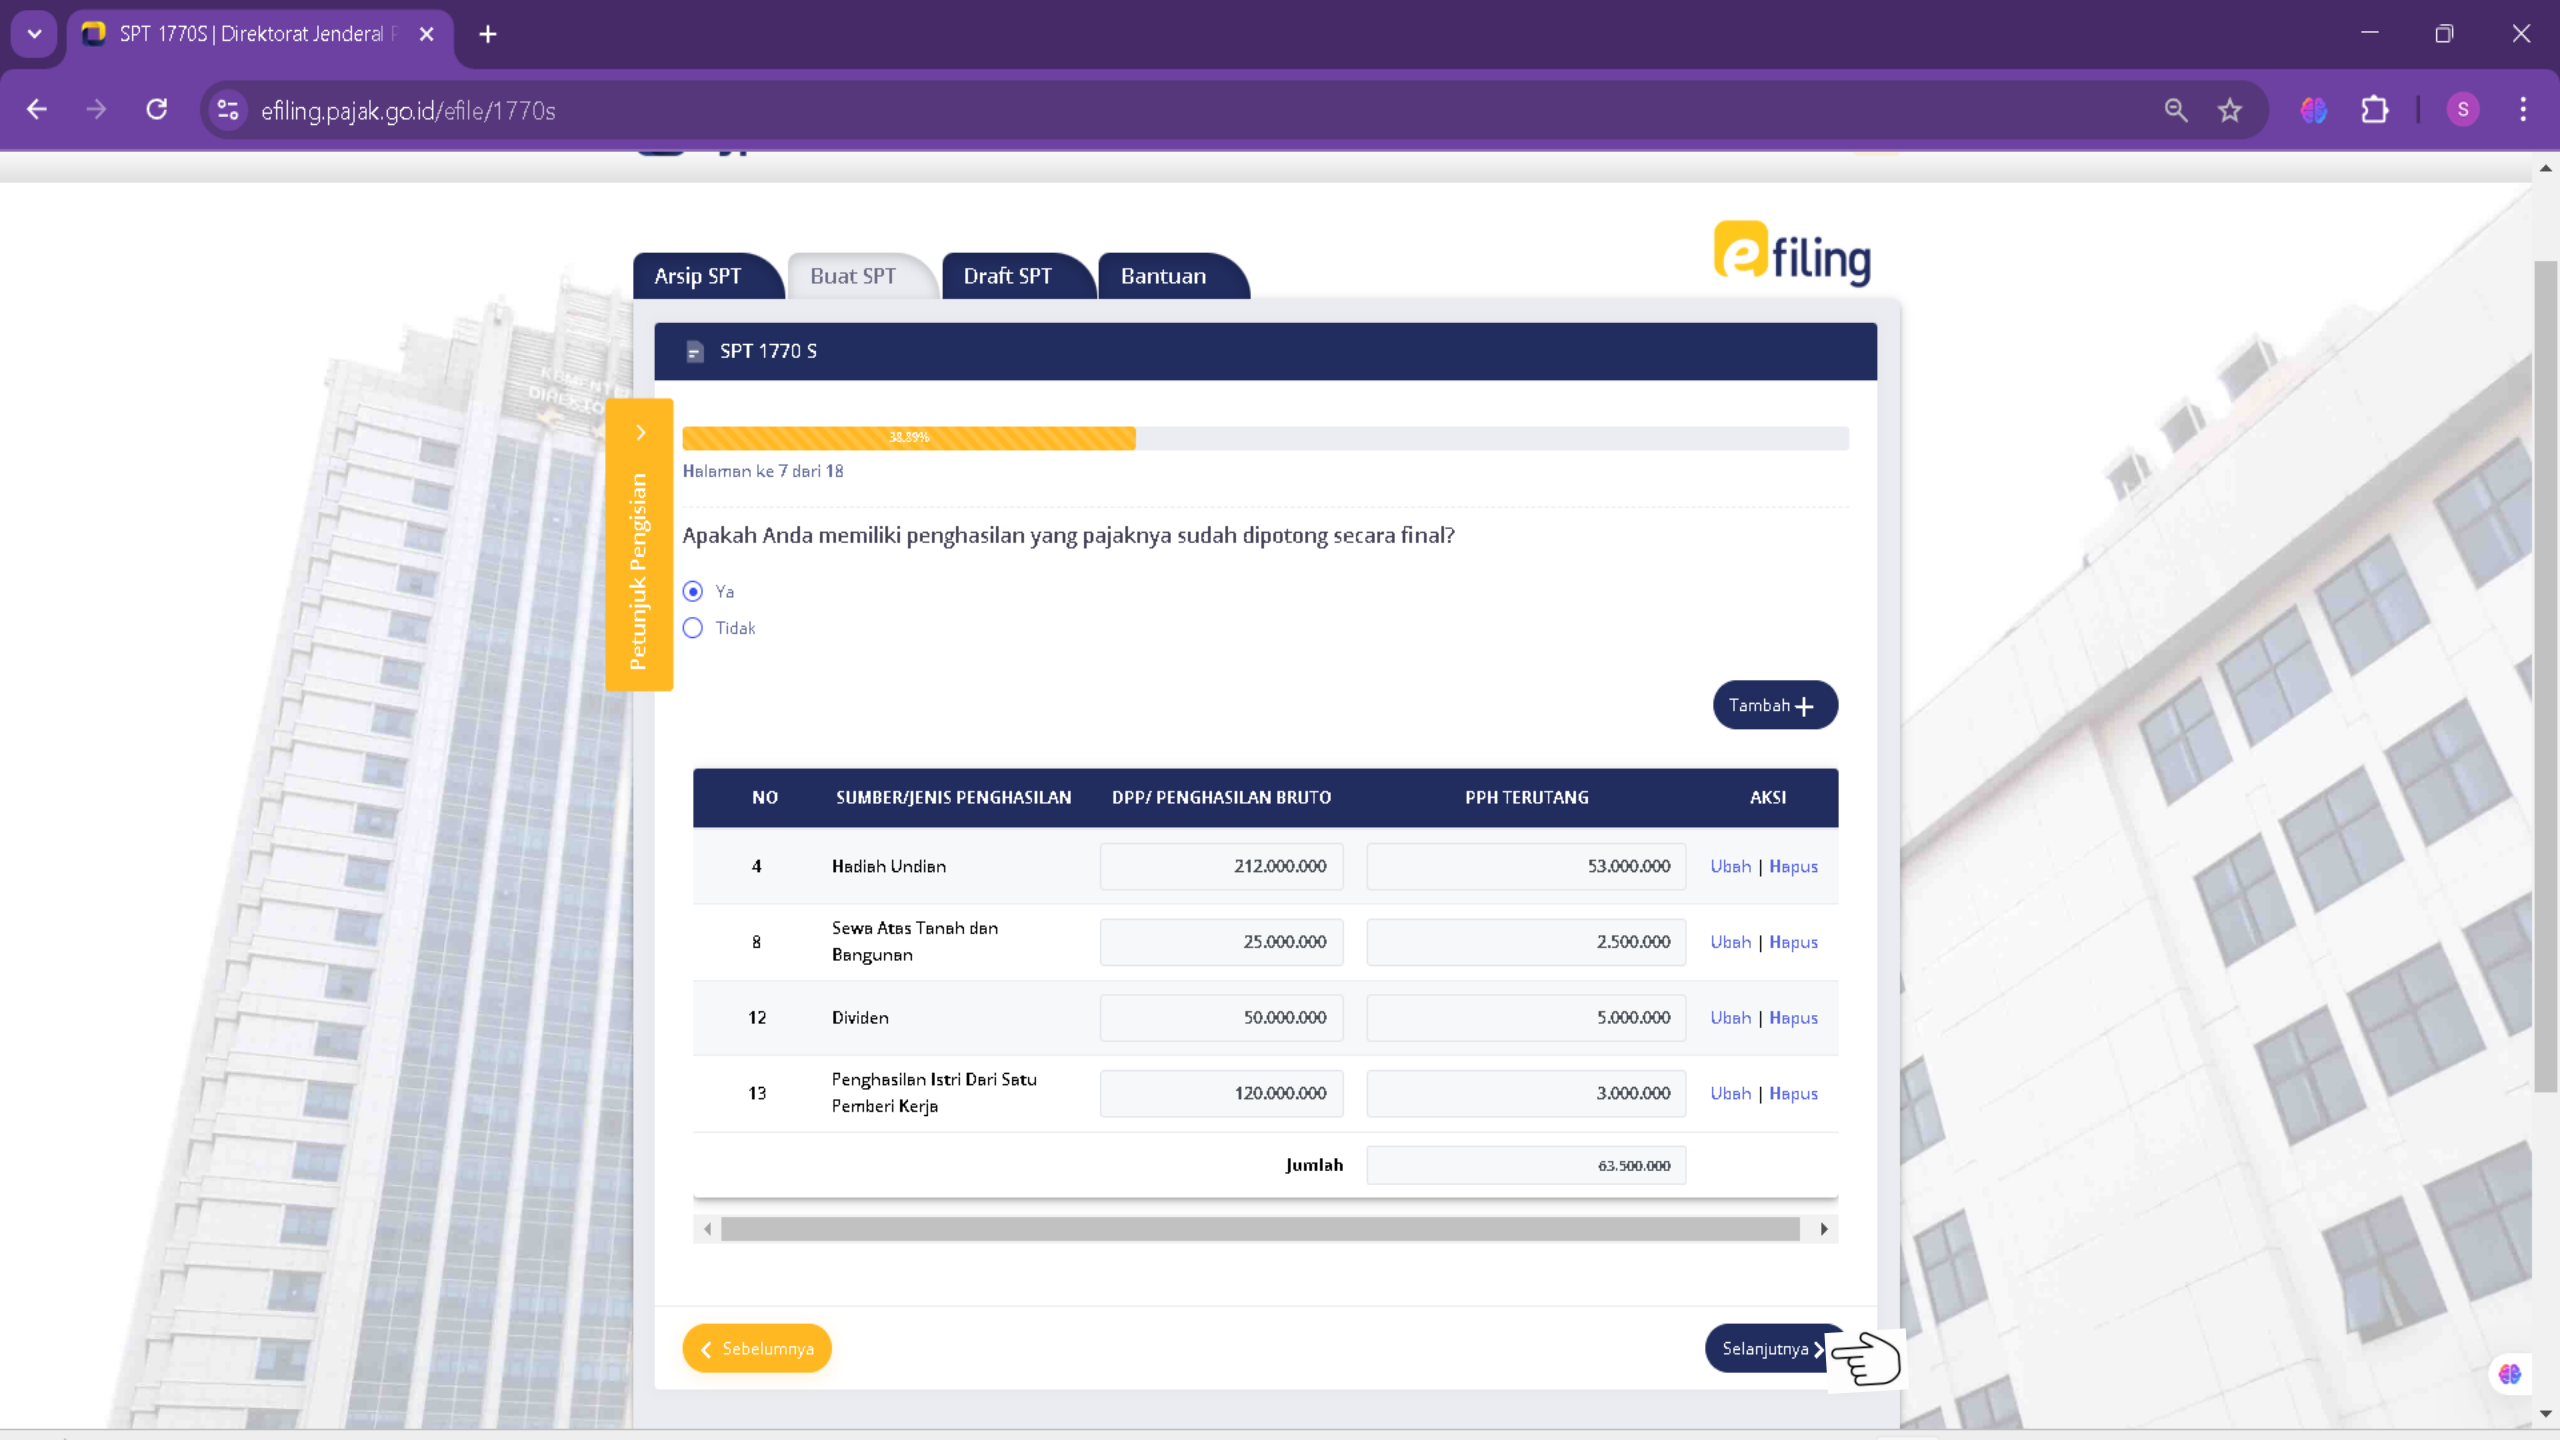 SPT 1770S | Direktorat Jenderal
efiling.pajak.go.id/efile/1770s
S
efiling
Arsip SPT
Buat SPT
Draft SPT
Bantuan
SPT 1770 S
38.89%
Halaman ke 7 dari 18
Petunjuk Pengisian
Apakah Anda memiliki penghasilan yang pajaknya sudah dipotong secara final?
Ya
Tidak
Tambah
NO SUMBER/JENIS PENGHASILAN DPP/ PENGHASILAN BRUTO PPH TERUTANG AKSI
4 Hadiah Undian 212.000.000 53.000.000 Ubah | Hapus
8 Sewa Atas Tanah dan Bangunan 25.000.000 2.500.000 Ubah | Hapus
12 Dividen 50.000.000 5.000.000 Ubah | Hapus
13 Penghasilan Istri Dari Satu Pemberi Kerja 120.000.000 3.000.000 Ubah | Hapus
Jumlah 63.500.000
Sebelumnya
Selanjutnya